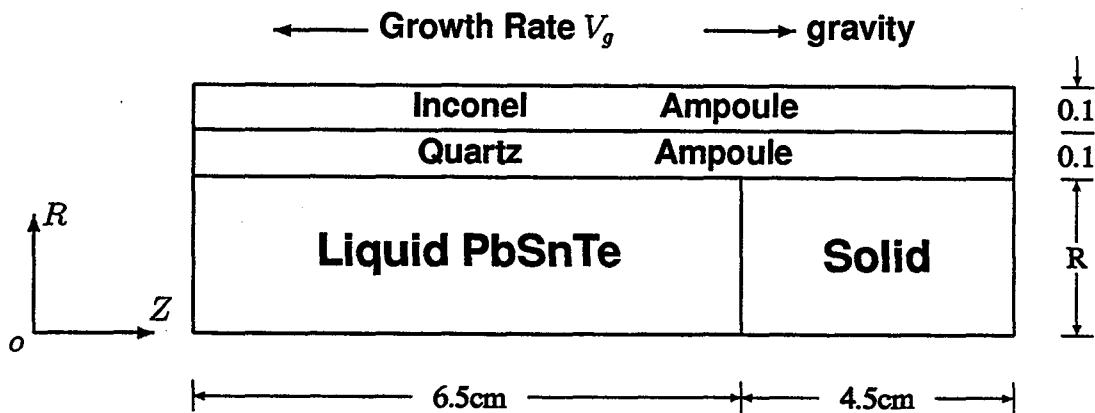 Growth Rate V_g gravity
Inconel Ampoule 0.1
Quartz Ampoule 0.1
R
Liquid PbSnTe Solid R
Z
o
6.5cm 4.5cm